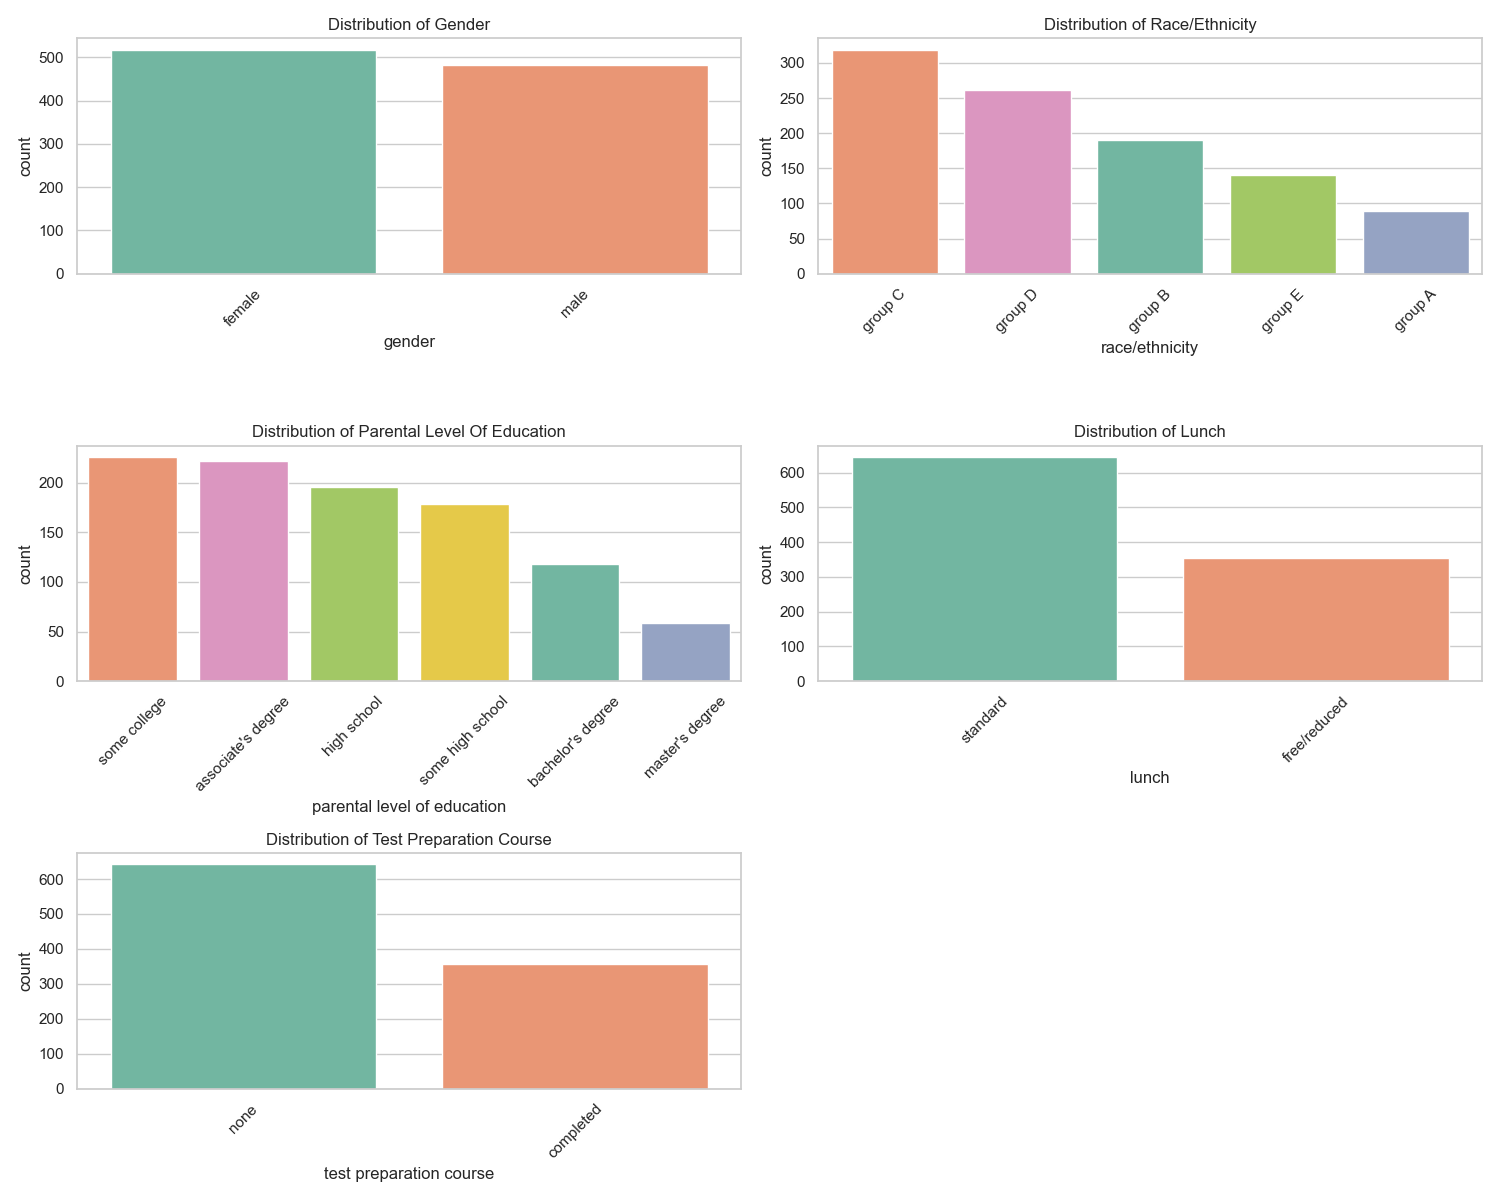 Distribution of Gender
500
400
300
200
100
0
count
female
male
gender
Distribution of Race/Ethnicity
300
250
200
150
100
50
0
count
group C
group D
group B
group E
group A
race/ethnicity
Distribution of Parental Level Of Education
200
150
100
50
0
count
some college
associate's degree
high school
some high school
bachelor's degree
master's degree
parental level of education
Distribution of Lunch
600
500
400
300
200
100
0
count
standard
free/reduced
lunch
Distribution of Test Preparation Course
600
500
400
300
200
100
0
count
none
completed
test preparation course